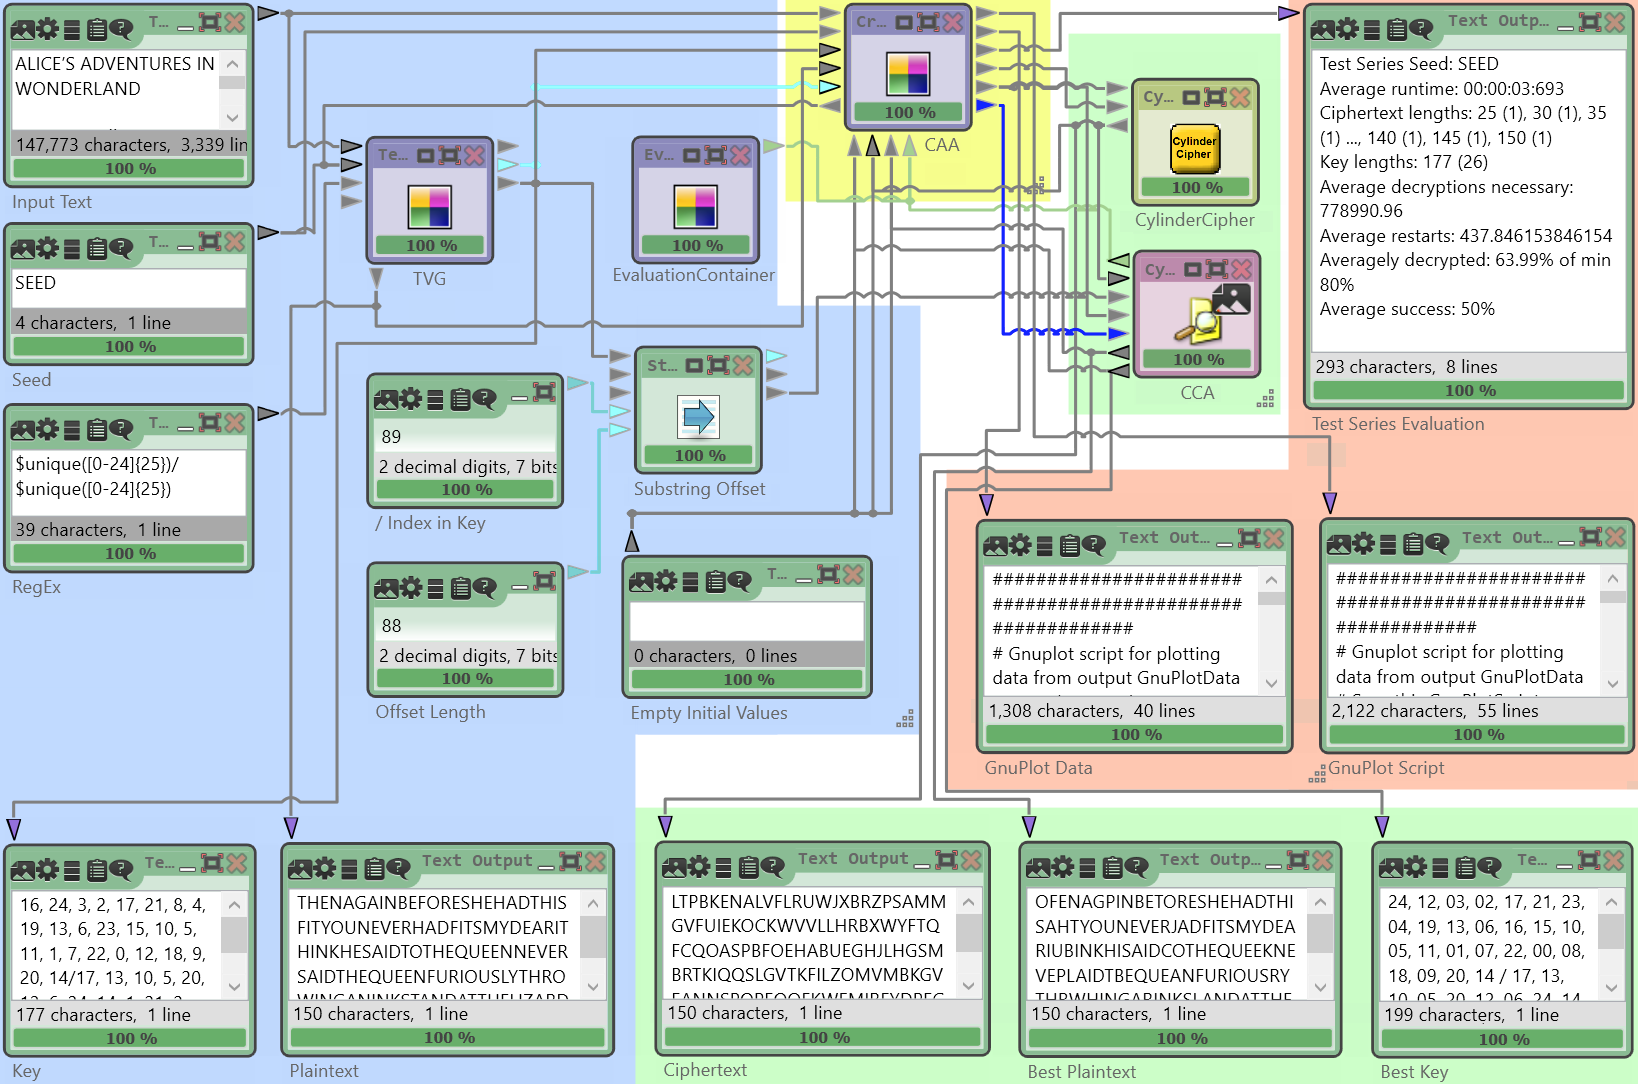 Te...
ALICE'S ADVENTURES IN
WONDERLAND
147,773 characters, 3,339 lin
100 %
Input Text
T...
SEED
4 characters, 1 line
100 %
Seed
T...
$unique([0-24]{25})/
$unique([0-24]{25})
39 characters, 1 line
100 %
RegEx
Te...
100 %
TVG
Ev...
100 %
EvaluationContainer
Cr...
100 %
CAA
Cy...
Cylinder
Cipher
100 %
CylinderCipher
Cy...
100 %
CCA
Text Outp...
Test Series Seed: SEED
Average runtime: 00:00:03:693
Ciphertext lengths: 25 (1), 30 (1), 35
(1) ..., 140 (1), 145 (1), 150 (1)
Key lengths: 177 (26)
Average decryptions necessary:
778990.96
Average restarts: 437.846153846154
Averagely decrypted: 63.99% of min
80%
Average success: 50%
293 characters, 8 lines
100 %
Test Series Evaluation
89
2 decimal digits, 7 bits
100 %
/ Index in Key
St...
100 %
Substring Offset
88
2 decimal digits, 7 bits
100 %
Offset Length
T...
0 characters, 0 lines
100 %
Empty Initial Values
Text Out...
#######################
#######################
#############
# Gnuplot script for plotting
data from output GnuPlotData
1,308 characters, 40 lines
100 %
GnuPlot Data
Text Out...
#######################
#######################
#############
# Gnuplot script for plotting
data from output GnuPlotData
2,122 characters, 55 lines
100 %
GnuPlot Script
Te...
16, 24, 3, 2, 17, 21, 8, 4,
19, 13, 6, 23, 15, 10, 5,
11, 1, 7, 22, 0, 12, 18, 9,
20, 14/17, 13, 10, 5, 20,
177 characters, 1 line
100 %
Key
Text Output
THENAGAINBEFORESHEHADTHIS
FITYOUNEVERHADFITSMYDEARIT
HINKHESAIDTOTHEQUEENNEVER
SAIDTHEQUEENFURIOUSLYTHRO
WINGANINKSTANDATTHELIZARD
150 characters, 1 line
100 %
Plaintext
Text Output
LTPBKENALVFLRUWJXBRZPSAMM
GVFUIEKOCKWVVLLHRBXWYFTQ
FCQOASPBFOEHABUEGHJLHGSM
BRTKIQQSLGVTKFILZOMVMBKGV
150 characters, 1 line
100 %
Ciphertext
Text Outp...
OFENAGPINBETORESHEHADTHI
SAHTYOUNEVERJADFITSMYDEA
RIUBINKHISAIDCOTHEQUEEKNE
VEPLAIDTBEQUEANFURIOUSRY
THRWHINGARINKSLANDATTHE
150 characters, 1 line
100 %
Best Plaintext
Te...
24, 12, 03, 02, 17, 21, 23,
04, 19, 13, 06, 16, 15, 10,
05, 11, 01, 07, 22, 00, 08,
18, 09, 20, 14 / 17, 13,
10, 05, 20, 12, 06, 24, 14,
199 characters, 1 line
100 %
Best Key